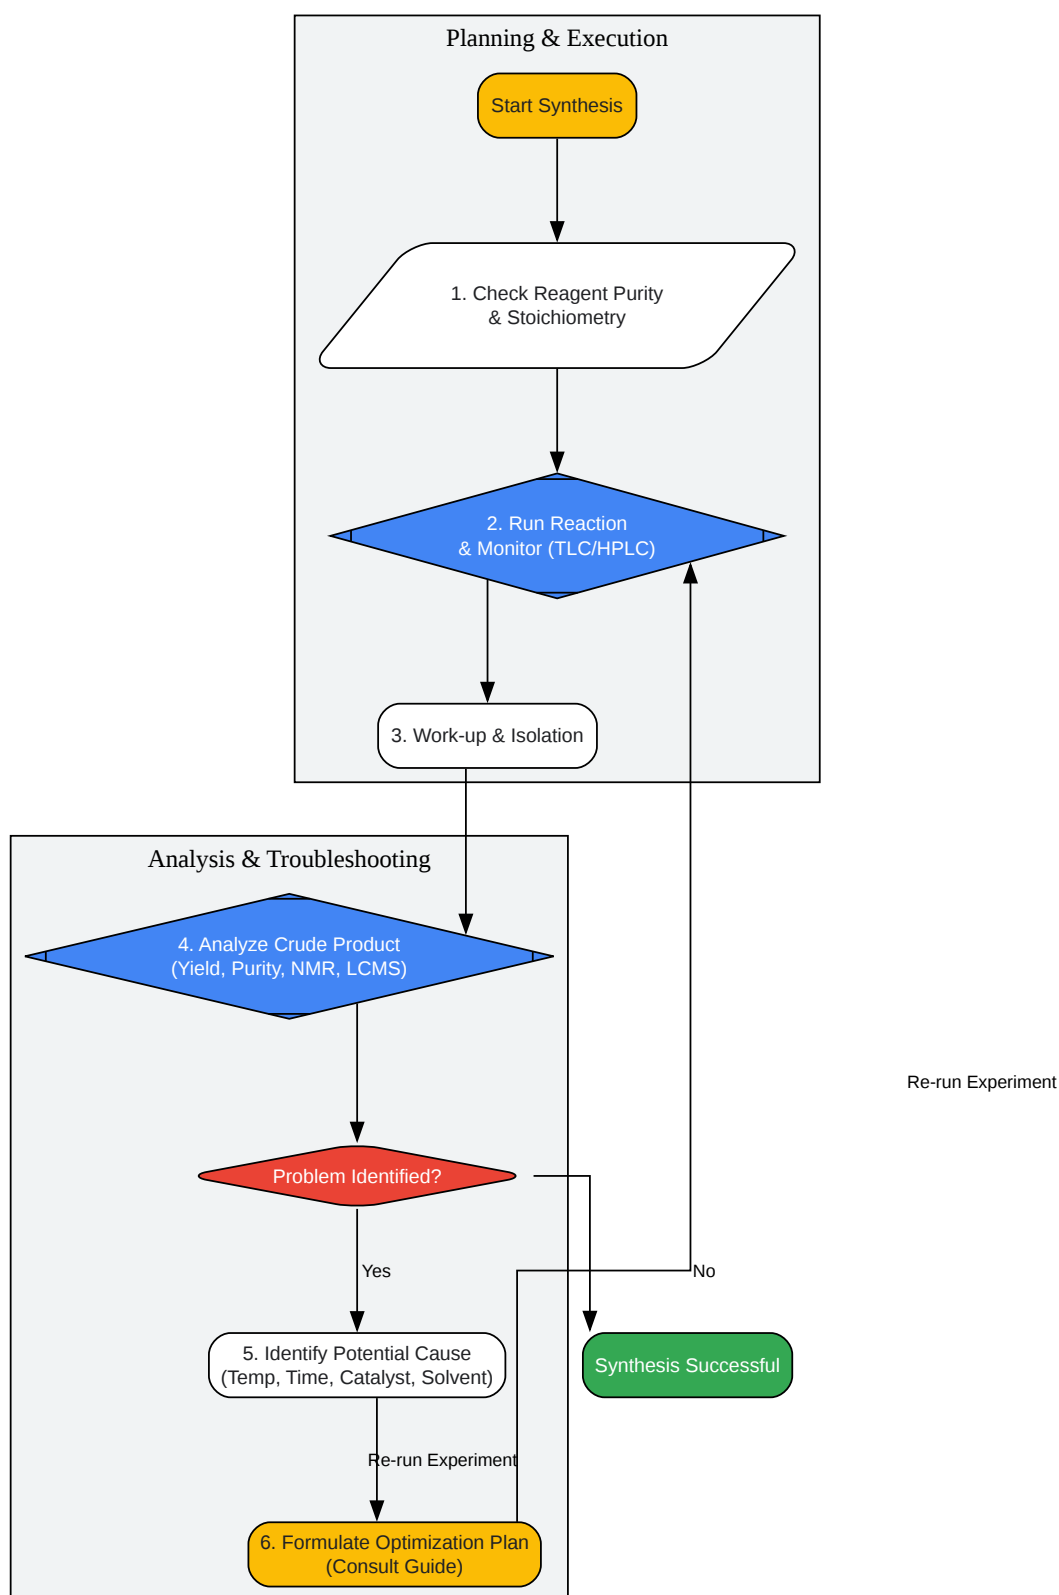 Planning & Execution
Start Synthesis
1. Check Reagent Purity
& Stoichiometry
2. Run Reaction
& Monitor (TLC/HPLC)
3. Work-up & Isolation
Analysis & Troubleshooting
4. Analyze Crude Product
(Yield, Purity, NMR, LCMS)
Re-run Experiment
Problem Identified?
Yes
No
5. Identify Potential Cause
(Temp, Time, Catalyst, Solvent)
Synthesis Successful
Re-run Experiment
6. Formulate Optimization Plan
(Consult Guide)